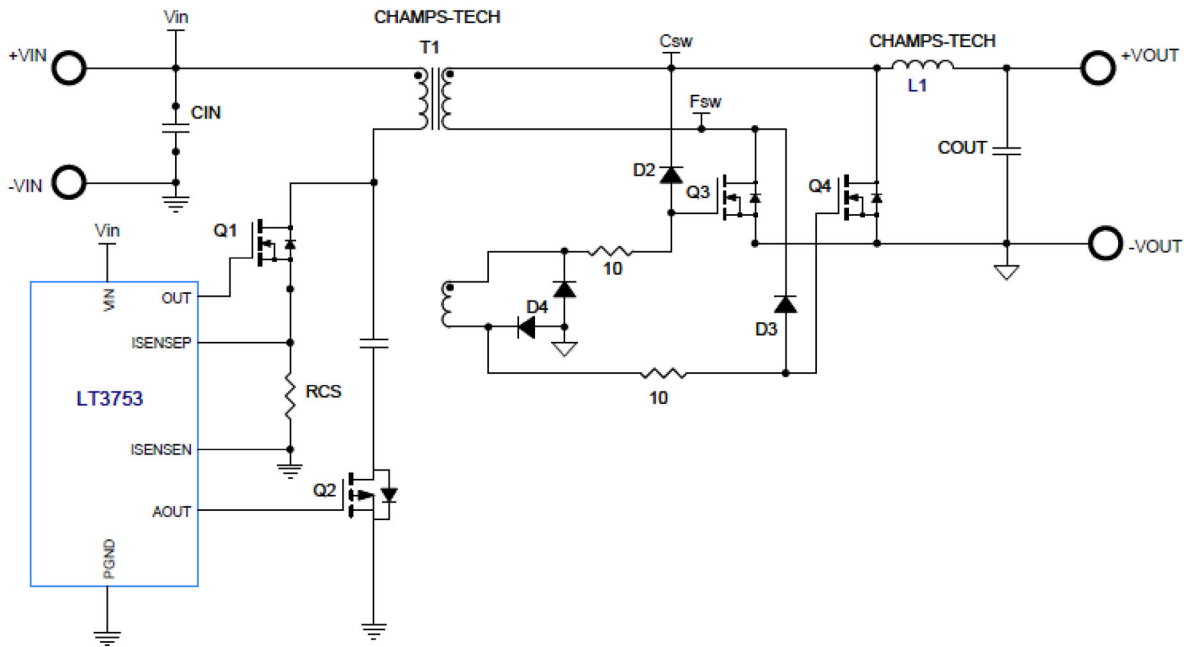 Vin
CHAMPS-TECH
T1
Csw
CHAMPS-TECH
+VIN
L1
+VOUT
CIN
Fsw
COUT
-VIN
D2
Q3
Q4
Vin
Q1
-VOUT
10
VIN
OUT
D4
D3
ISENSEP
10
LT3753
RCS
ISENSEN
Q2
AOUT
PGND